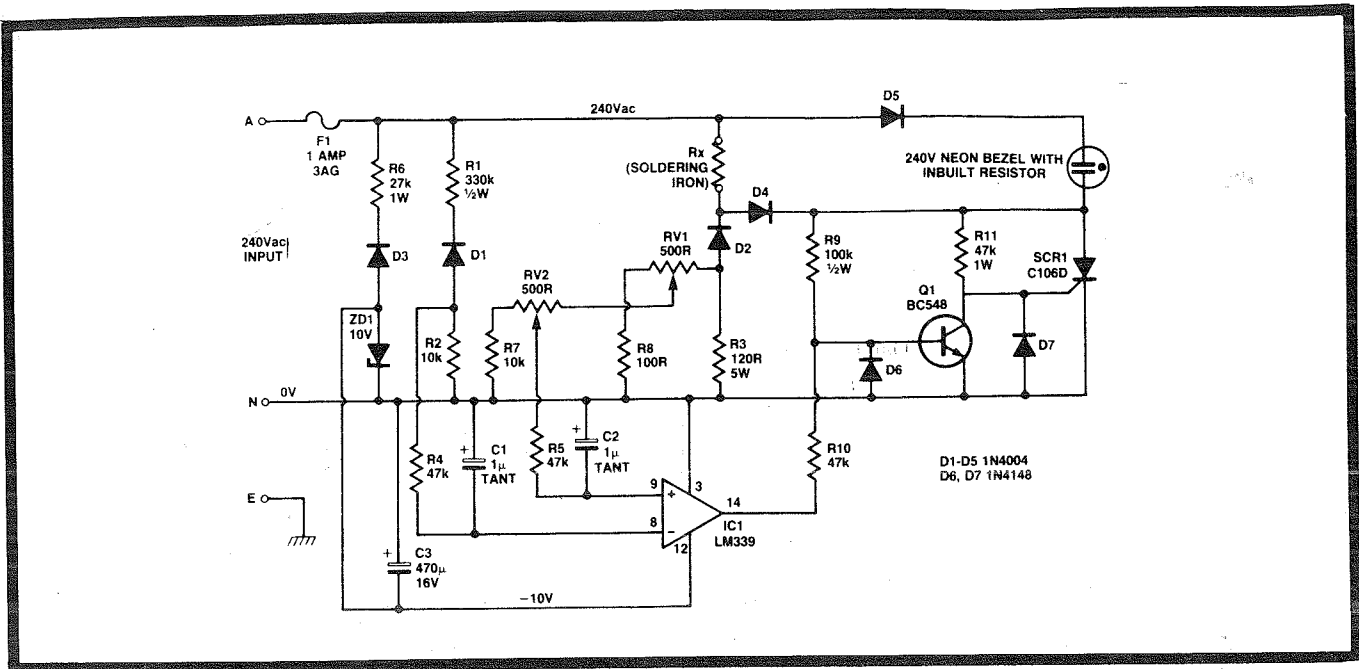 240Vac
D5
A
F1
1 AMP
3AG
R6
27k
1W
R1
330k
½W
Rx
(SOLDERING
IRON)
240V NEON BEZEL WITH
INBUILT RESISTOR
D4
240Vac
INPUT
D3
D1
RV1
500R
D2
R9
100k
½W
R11
47k
1W
SCR1
C106D
RV2
500R
Q1
BC548
ZD1
10V
R2
10k
R7
10k
R8
100R
R3
120R
5W
D6
D7
N
0V
R4
47k
C1
1µ
TANT
R5
47k
C2
1µ
TANT
R10
47k
D1-D5 1N4004
D6, D7 1N4148
9
+
3
14
8
−
12
IC1
LM339
E
+
+
+
C3
470µ
16V
−10V